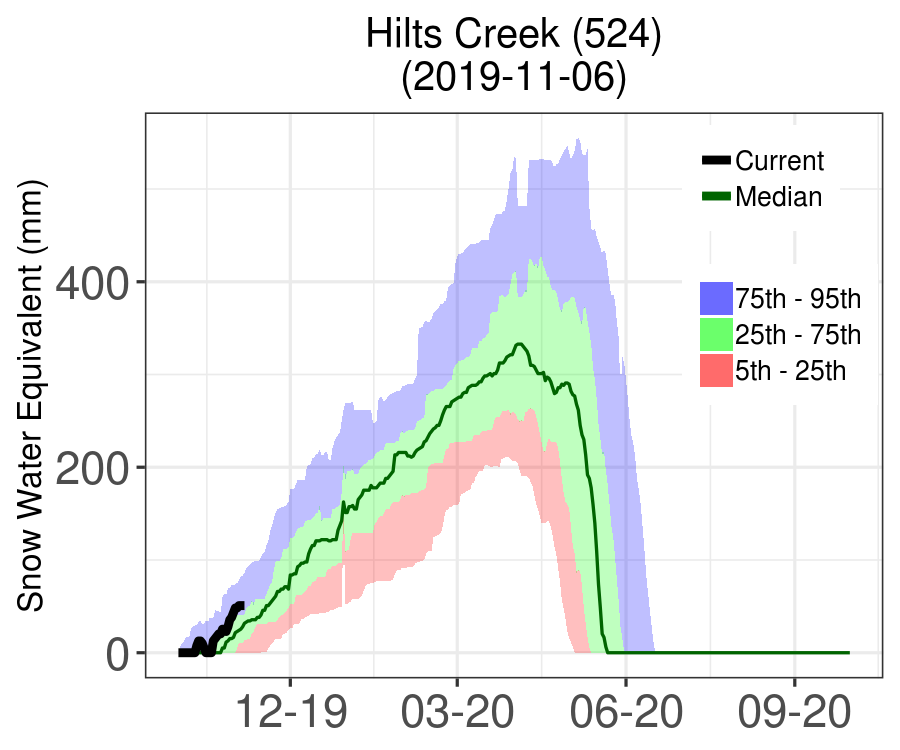 Hilts Creek (524)
(2019-11-06)
Snow Water Equivalent (mm)
400
200
0
12-19
03-20
06-20
09-20
Current
Median
75th - 95th
25th - 75th
5th - 25th